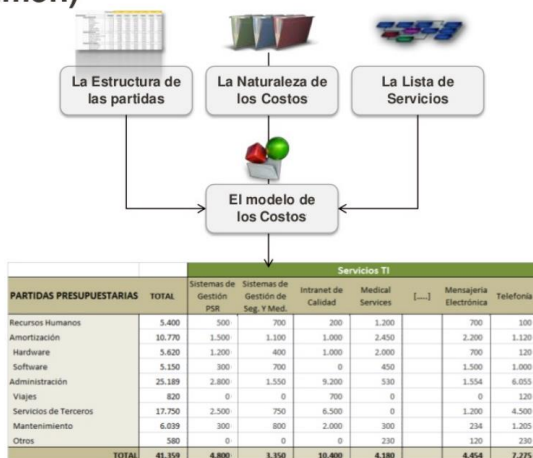 La Estructura de
las partidas
La Naturaleza de
los Costos
La Lista de
Servicios
El modelo de
los Costos
Servicios TI
PARTIDAS PRESUPUESTARIAS TOTAL Sistemas de Gestión PSR Sistemas de Gestión de Seg. Y Med. Intranet de Calidad Medical Services [.....] Mensajeria Electrónica Telefonía
Recursos Humanos 5.400 500 700 200 1.200 700 100
Amortización 10.770 1.500 1.100 1.000 2.450 2.200 1.120
Hardware 5.620 1.200 400 1.000 2.000 700 120
Software 5.150 300 700 0 450 1.500 1.000
Administración 25.189 2.800 1.550 9.200 530 1.554 6.055
Viajes 820 0 0 700 0 0 120
Servicios de Terceros 17.750 2.500 750 6.500 0 1.200 4.500
Mantenimiento 6.039 300 800 2.000 300 234 1.205
Otros 580 0 0 0 230 120 230
TOTAL 41.359 4.800 3.350 10.400 4.180 4.454 7.275